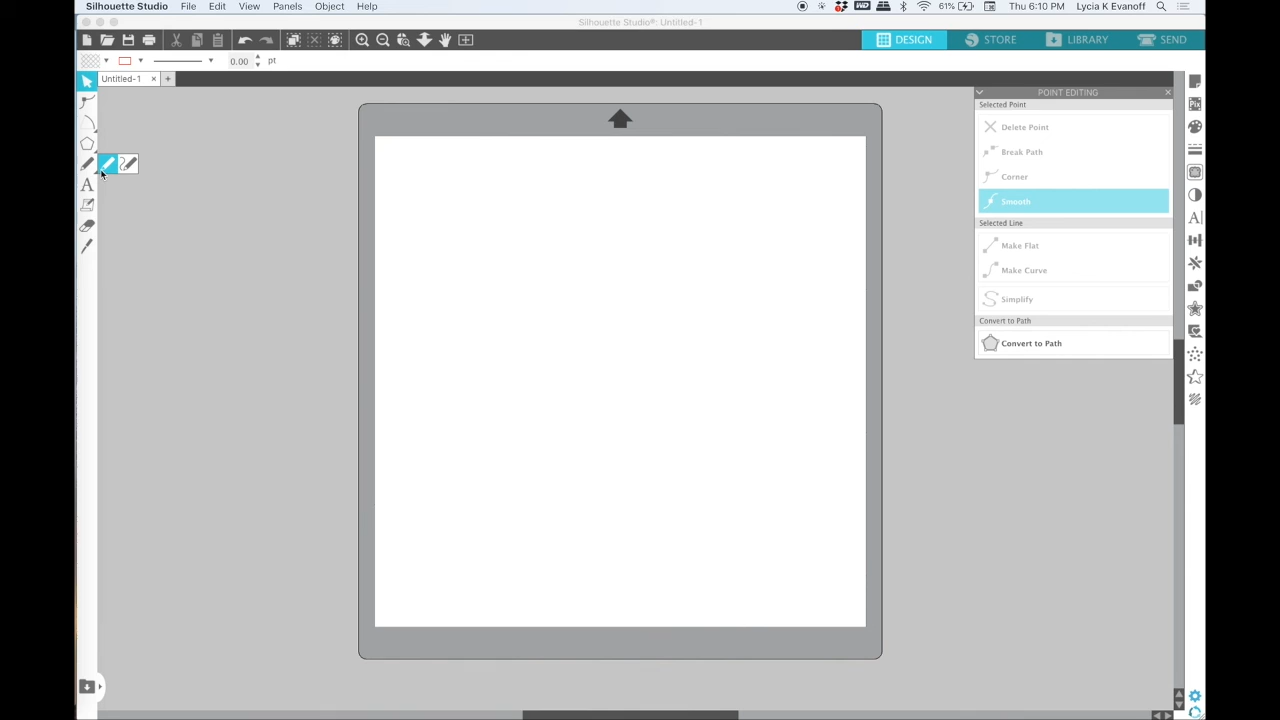 Silhouette Studio File Edit View Panels Object Help 61% Thu 6:10 PM Lycia K Evanoff
Silhouette Studio®: Untitled-1
DESIGN STORE LIBRARY SEND
0.00 pt
Untitled-1 × +
POINT EDITING
Selected Point
Delete Point
Break Path
Corner
Smooth
Selected Line
Make Flat
Make Curve
Simplify
Convert to Path
Convert to Path